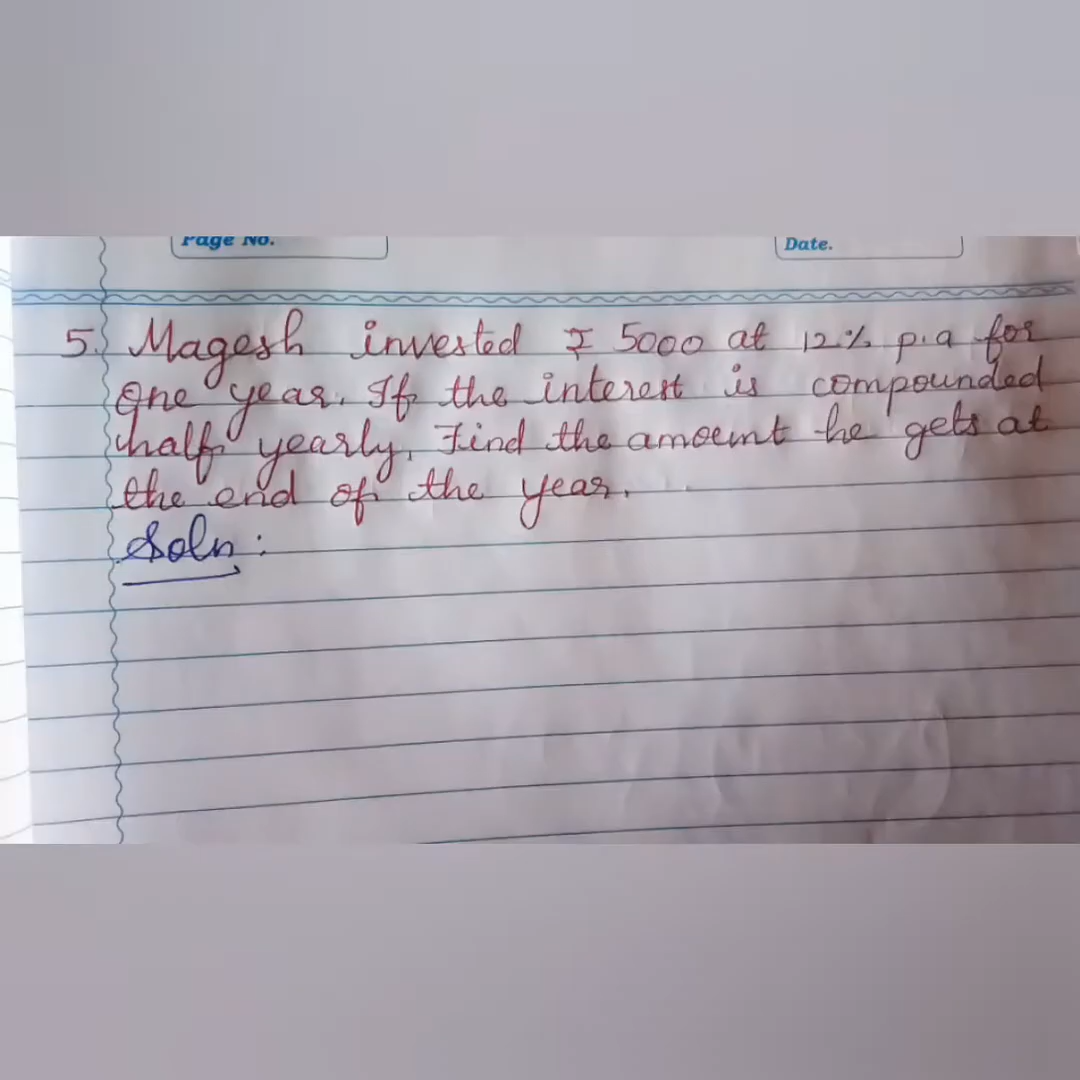 Page No.
Date.
5. Magesh invested ₹ 5000 at 12% p.a for
one year. If the interest is compounded
half yearly, Find the amount he gets at
the end of the year.
Soln :